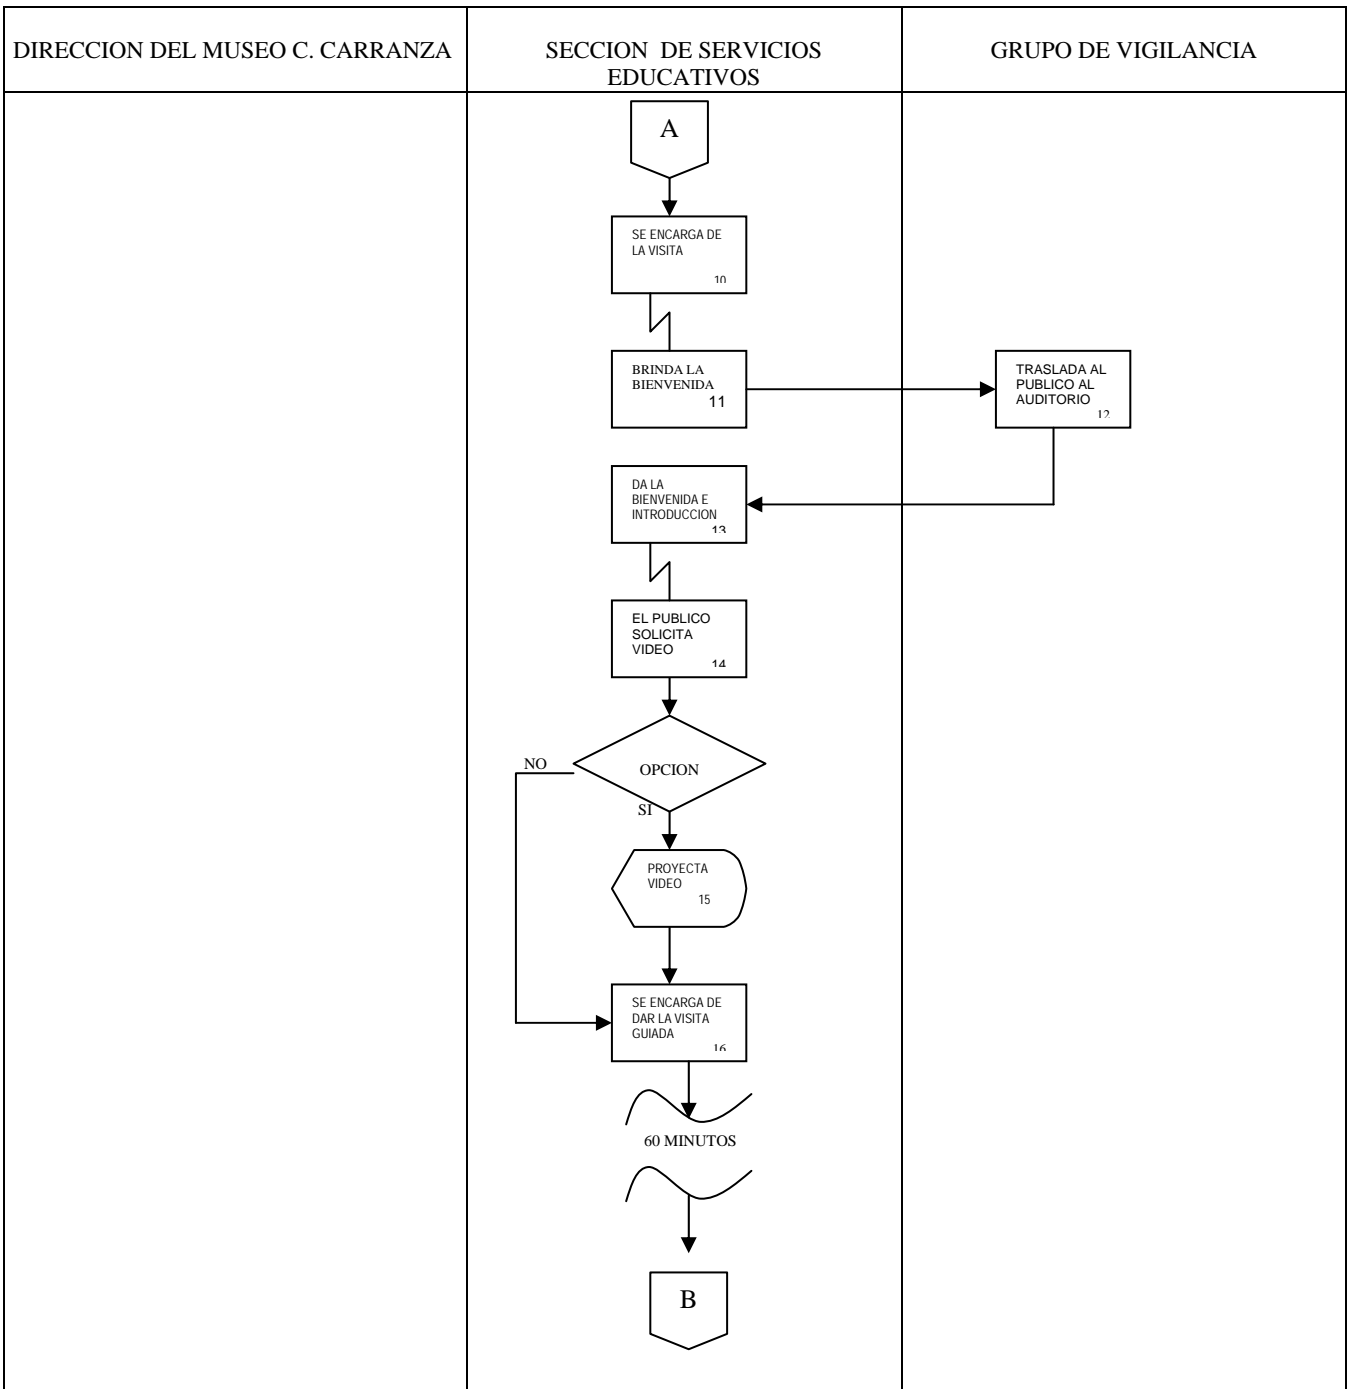 DIRECCION DEL MUSEO C. CARRANZA
SECCION DE SERVICIOS
EDUCATIVOS
GRUPO DE VIGILANCIA
A
SE ENCARGA DE
LA VISITA
10
BRINDA LA
BIENVENIDA
11
TRASLADA AL
PUBLICO AL
AUDITORIO
12
DA LA
BIENVENIDA E
INTRODUCCION
13
EL PUBLICO
SOLICITA
VIDEO
14
NO
OPCION
SI
PROYECTA
VIDEO
15
SE ENCARGA DE
DAR LA VISITA
GUIADA
16
60 MINUTOS
B